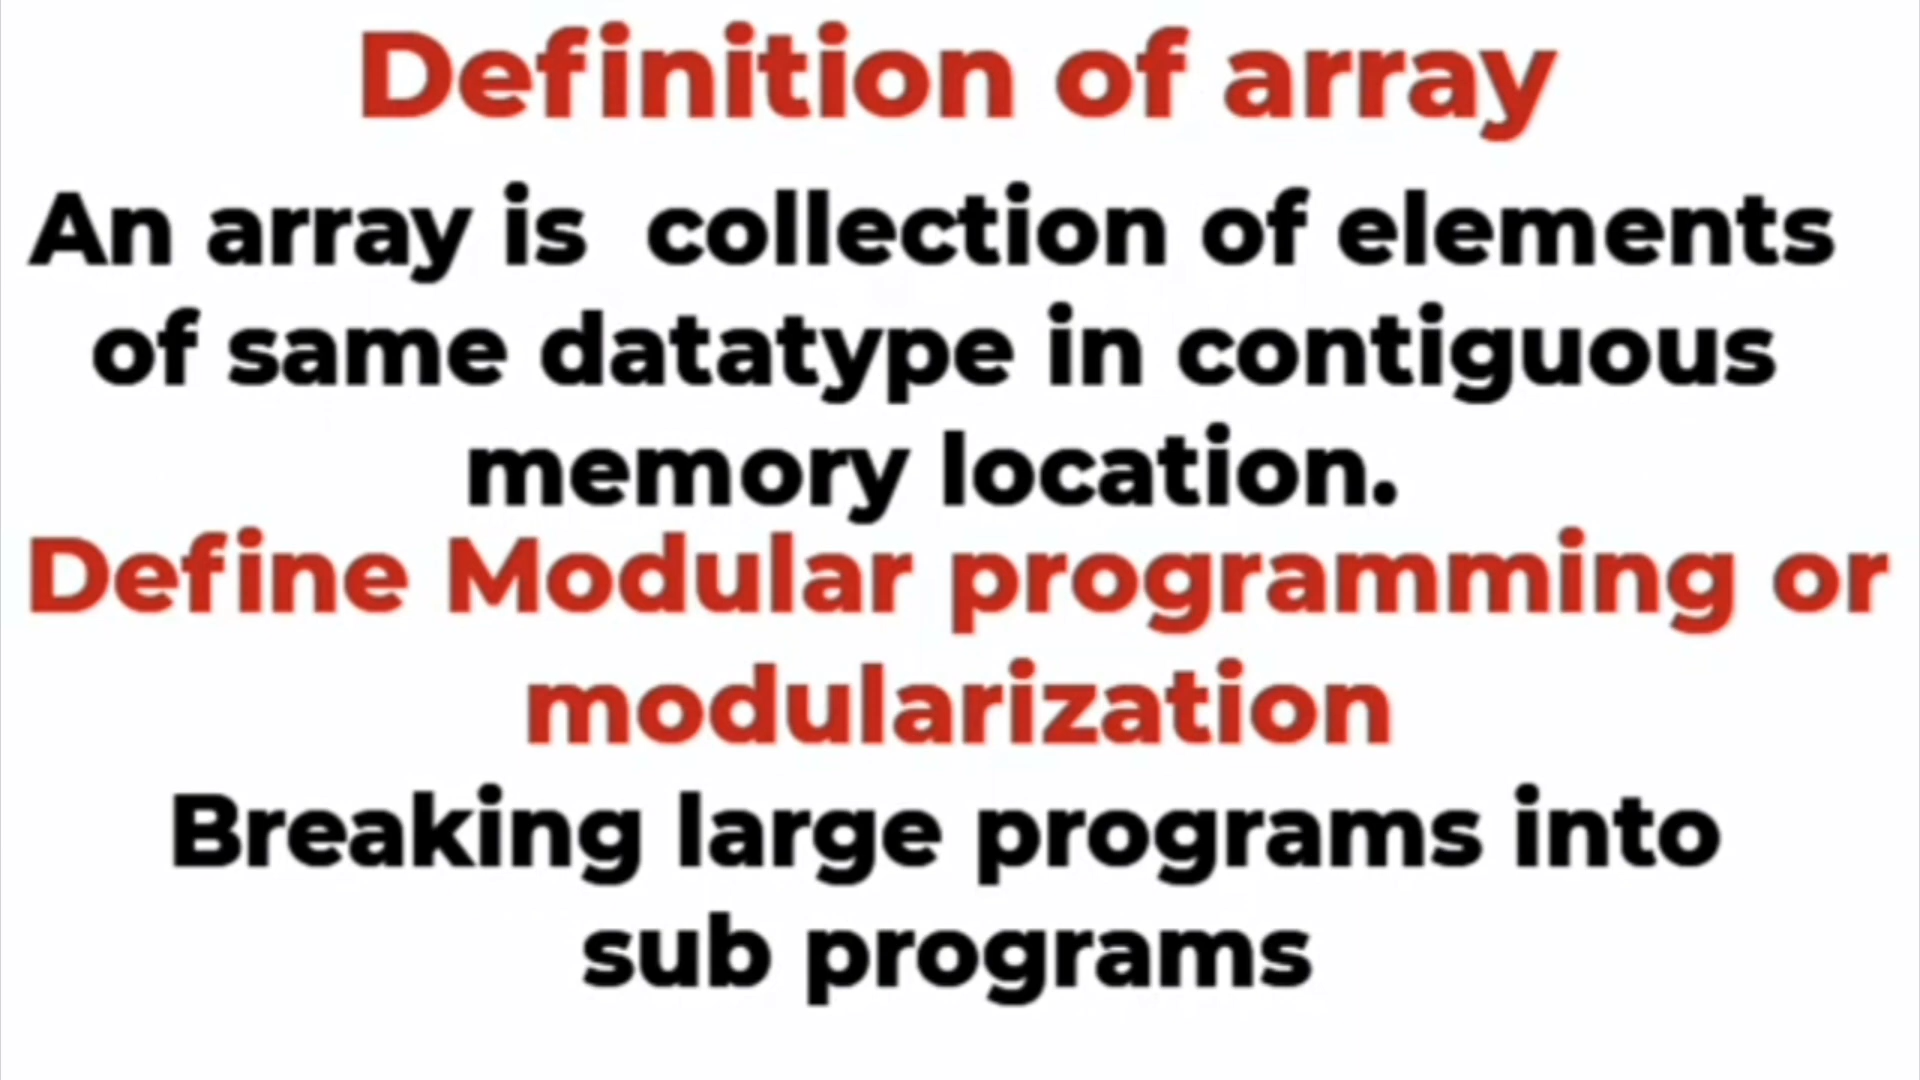 Definition of array
An array is collection of elements
of same datatype in contiguous
memory location.
Define Modular programming or
modularization
Breaking large programs into
sub programs